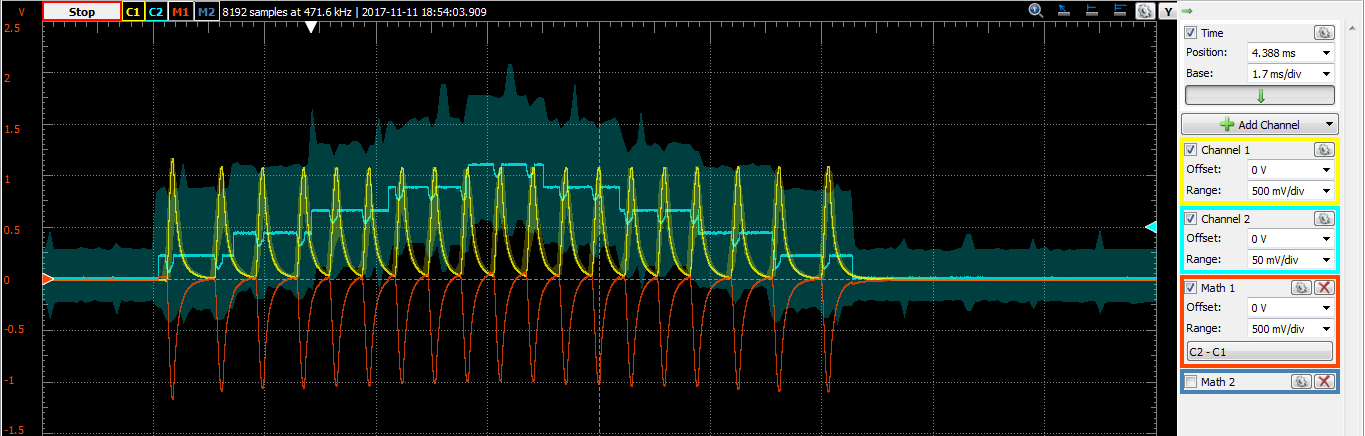 V Stop C1 C2 M1 M2 8192 samples at 471.6 kHz | 2017-11-11 18:54:03.909 Y
2.5
2
1.5
1
0.5
0
-0.5
-1
-1.5
Time
Position: 4.388 ms
Base: 1.7 ms/div
Add Channel
Channel 1
Offset: 0 V
Range: 500 mV/div
Channel 2
Offset: 0 V
Range: 50 mV/div
Math 1
Offset: 0 V
Range: 500 mV/div
C2 - C1
Math 2